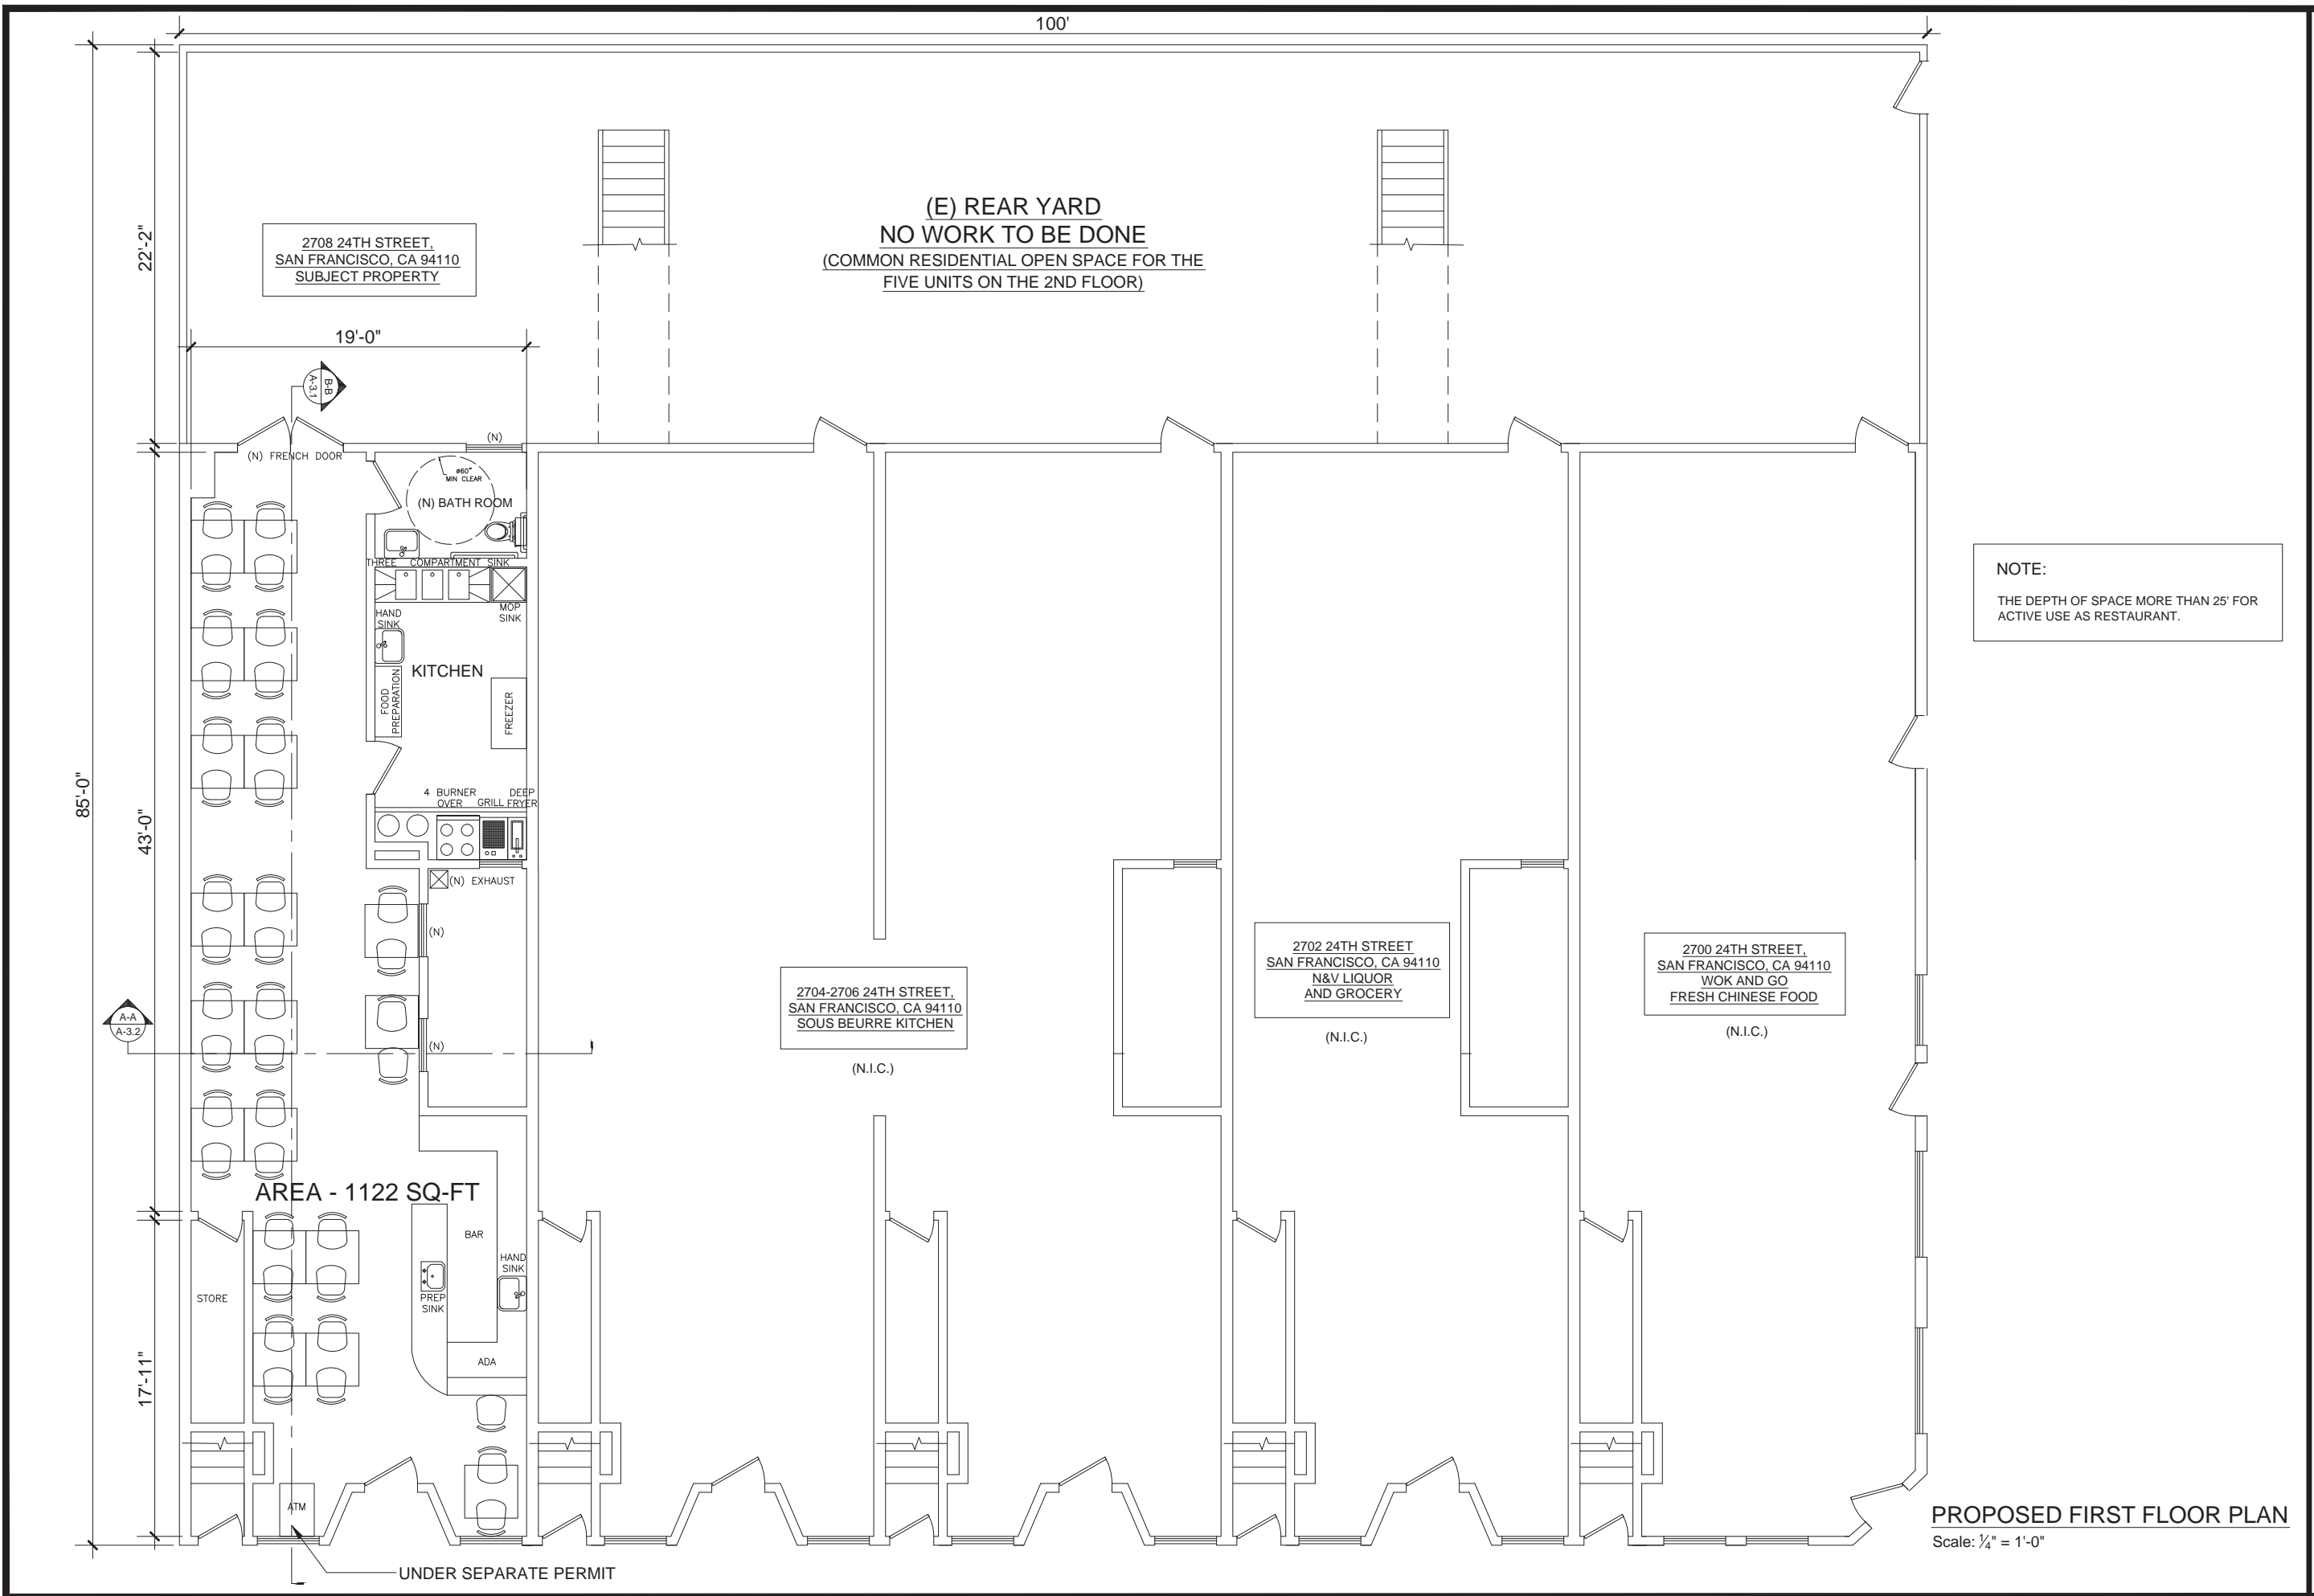 100'
22'-2"
2708 24TH STREET,
SAN FRANCISCO, CA 94110
SUBJECT PROPERTY
(E) REAR YARD
NO WORK TO BE DONE
(COMMON RESIDENTIAL OPEN SPACE FOR THE
FIVE UNITS ON THE 2ND FLOOR)
19'-0"
B-B
A-3.1
(N)
(N) FRENCH DOOR
ø60"
MIN CLEAR
(N) BATH ROOM
THREE COMPARTMENT SINK
MOP
SINK
HAND
SINK
KITCHEN
FOOD
PREPARATION
FREEZER
NOTE:
THE DEPTH OF SPACE MORE THAN 25' FOR
ACTIVE USE AS RESTAURANT.
85'-0"
43'-0"
4 BURNER
OVER
GRILL
DEEP
FRYER
(N) EXHAUST
(N)
(N)
A-A
A-3.2
2704-2706 24TH STREET,
SAN FRANCISCO, CA 94110
SOUS BEURRE KITCHEN
(N.I.C.)
2702 24TH STREET
SAN FRANCISCO, CA 94110
N&V LIQUOR
AND GROCERY
(N.I.C.)
2700 24TH STREET,
SAN FRANCISCO, CA 94110
WOK AND GO
FRESH CHINESE FOOD
(N.I.C.)
AREA - 1122 SQ-FT
BAR
HAND
SINK
PREP
SINK
STORE
ADA
17'-11"
ATM
UNDER SEPARATE PERMIT
PROPOSED FIRST FLOOR PLAN
Scale: ¼" = 1'-0"